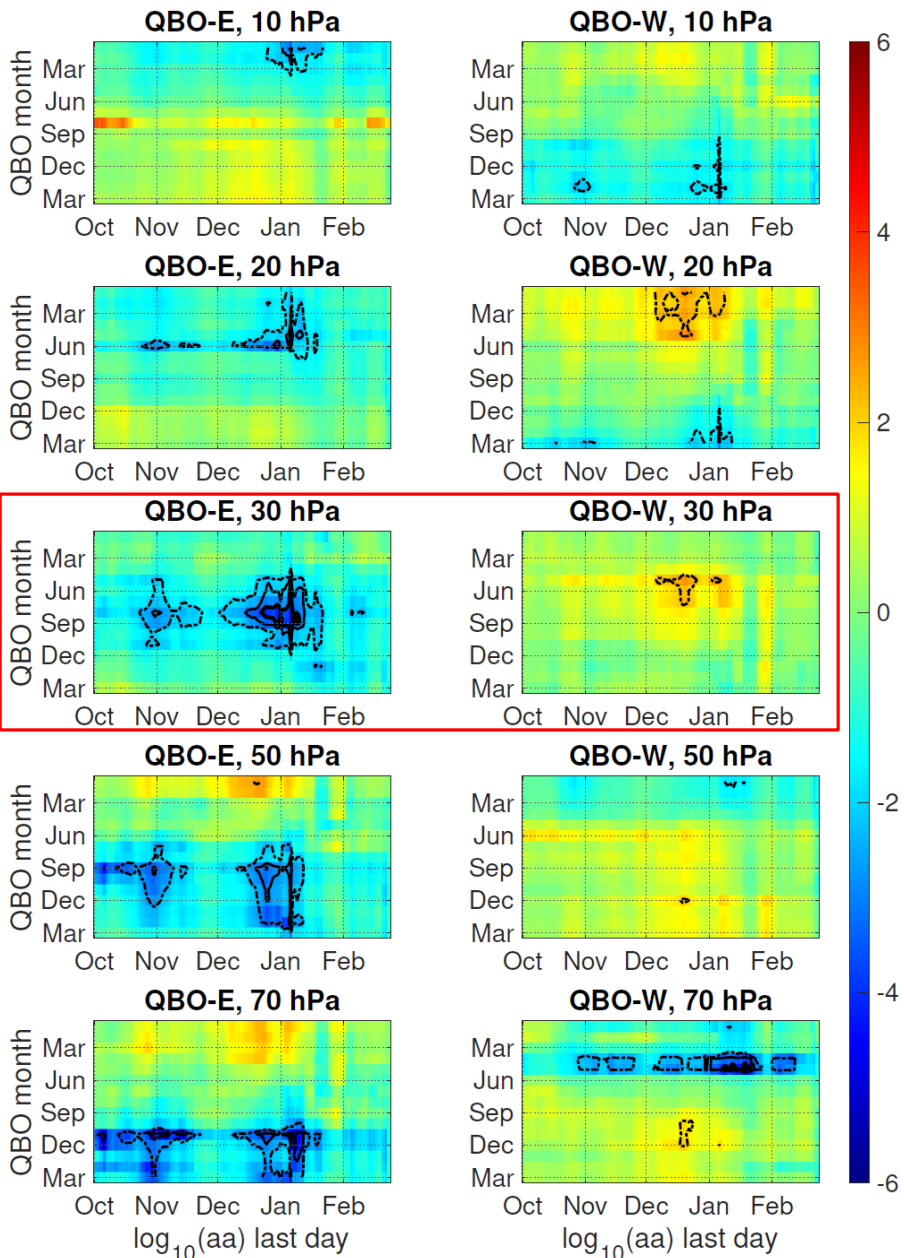 QBO-E, 10 hPa QBO-W, 10 hPa 6
QBO month
Mar Mar
Jun Jun
Sep Sep
Dec Dec
Mar Mar
Oct Nov Dec Jan Feb Oct Nov Dec Jan Feb
4
QBO-E, 20 hPa QBO-W, 20 hPa
QBO month
Mar Mar
Jun Jun
Sep Sep
Dec Dec
Mar Mar
2
Oct Nov Dec Jan Feb Oct Nov Dec Jan Feb
QBO-E, 30 hPa QBO-W, 30 hPa
QBO month
Mar Mar
Jun Jun
0
Sep Sep
Dec Dec
Mar Mar
Oct Nov Dec Jan Feb Oct Nov Dec Jan Feb
QBO-E, 50 hPa QBO-W, 50 hPa
QBO month
Mar Mar
-2
Jun Jun
Sep Sep
Dec Dec
Mar Mar
Oct Nov Dec Jan Feb Oct Nov Dec Jan Feb
-4
QBO-E, 70 hPa QBO-W, 70 hPa
QBO month
Mar Mar
Jun Jun
Sep Sep
Dec Dec
Mar Mar
-6
Oct Nov Dec Jan Feb Oct Nov Dec Jan Feb
log10(aa) last day log10(aa) last day